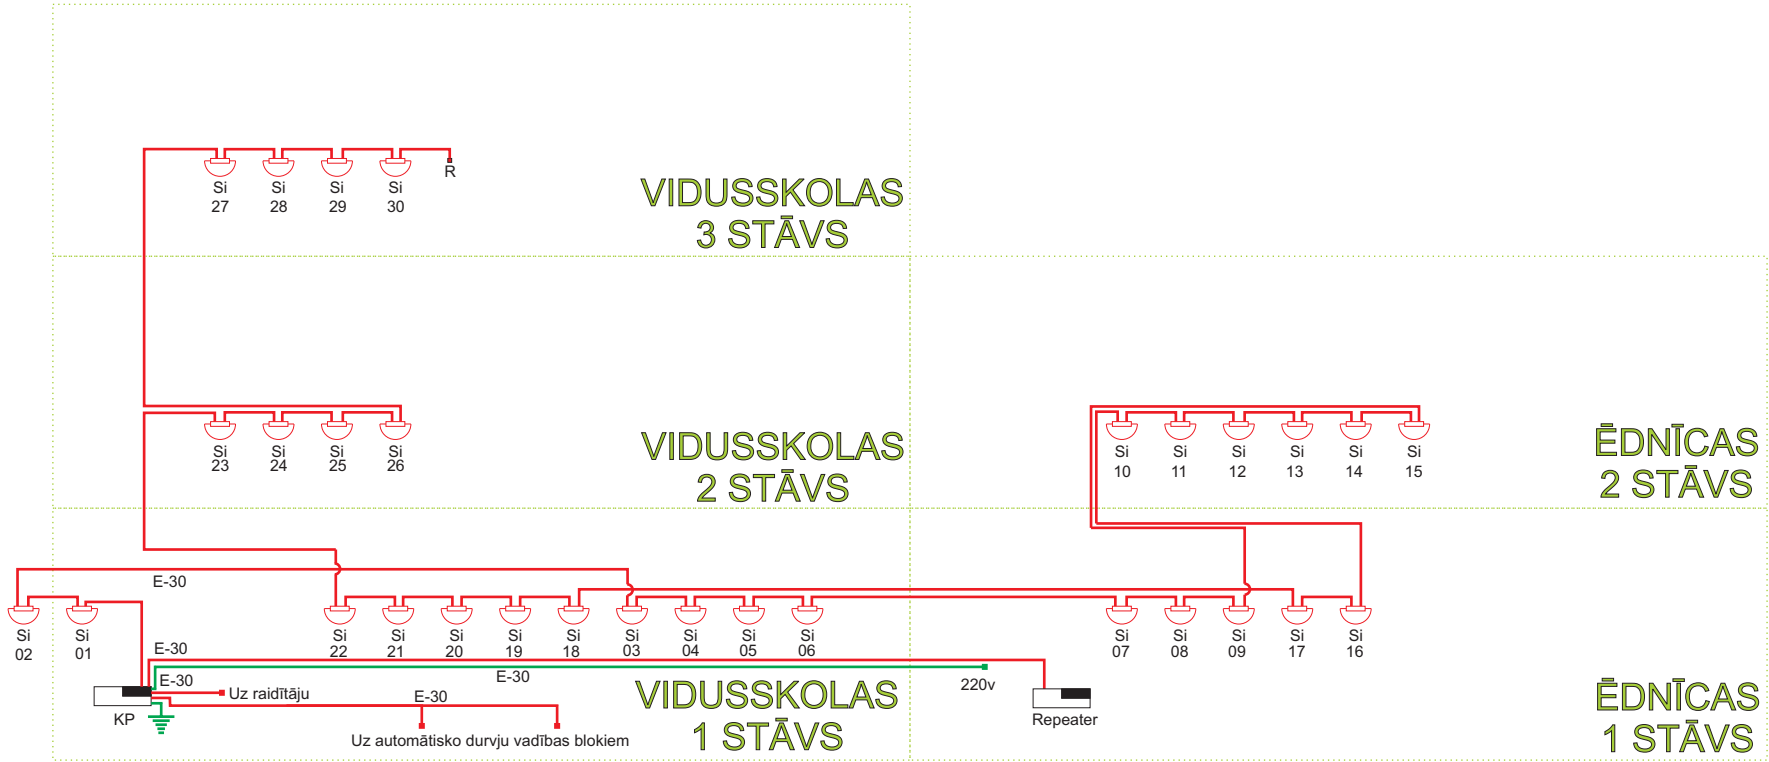 Si Si Si Si R
27 28 29 30
VIDUSSKOLAS
3 STĀVS
Si Si Si Si
23 24 25 26
VIDUSSKOLAS
2 STĀVS
Si Si Si Si Si Si
10 11 12 13 14 15
ĒDNĪCAS
2 STĀVS
E-30
Si Si Si Si Si Si Si Si Si Si Si Si Si Si Si Si
02 01 22 21 20 19 18 03 04 05 06 07 08 09 17 16
E-30
E-30
E-30
220v
Uz raidītāju
E-30
KP
Uz automātisko durvju vadības blokiem
VIDUSSKOLAS
1 STĀVS
Repeater
ĒDNĪCAS
1 STĀVS